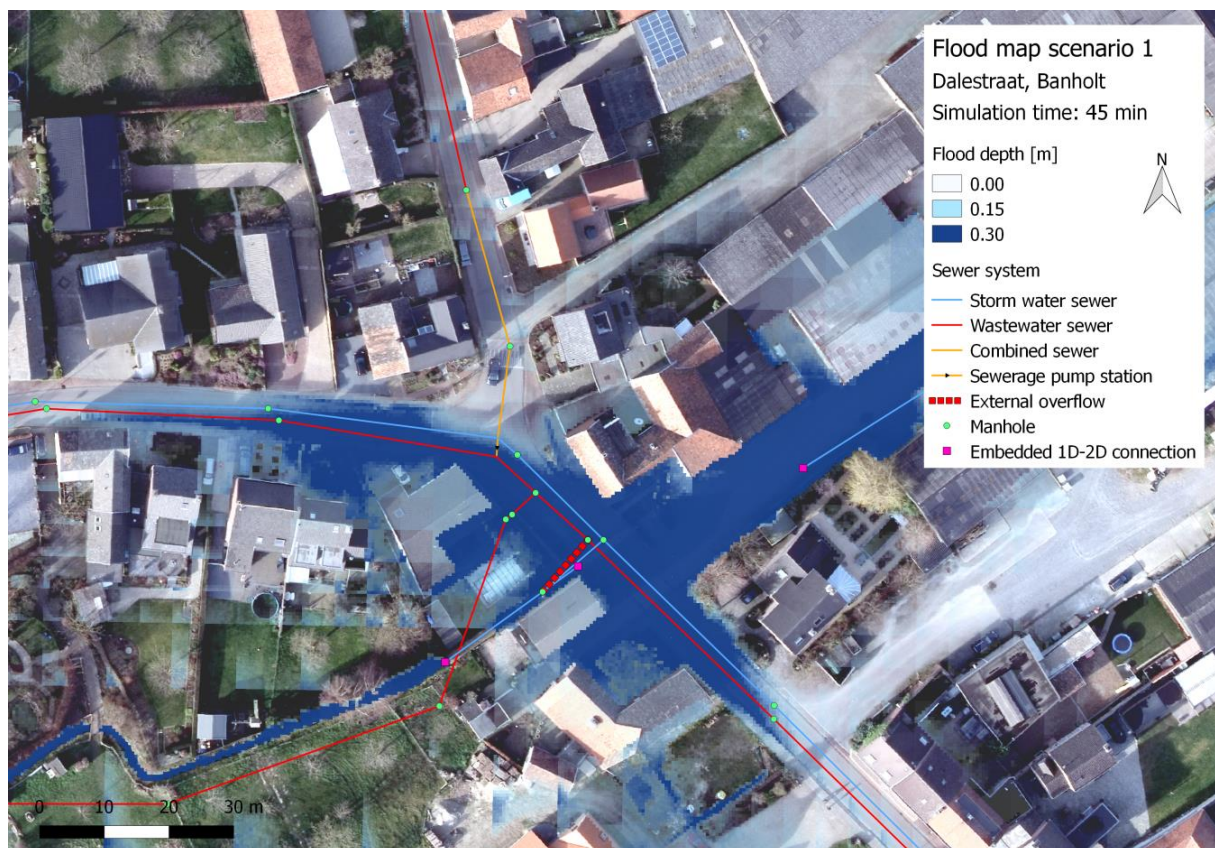 Flood map scenario 1
Dalestraat, Banholt
Simulation time: 45 min
Flood depth [m]
N
0.00
0.15
0.30
Sewer system
Storm water sewer
Wastewater sewer
Combined sewer
Sewerage pump station
External overflow
Manhole
Embedded 1D-2D connection
0 10 20 30 m